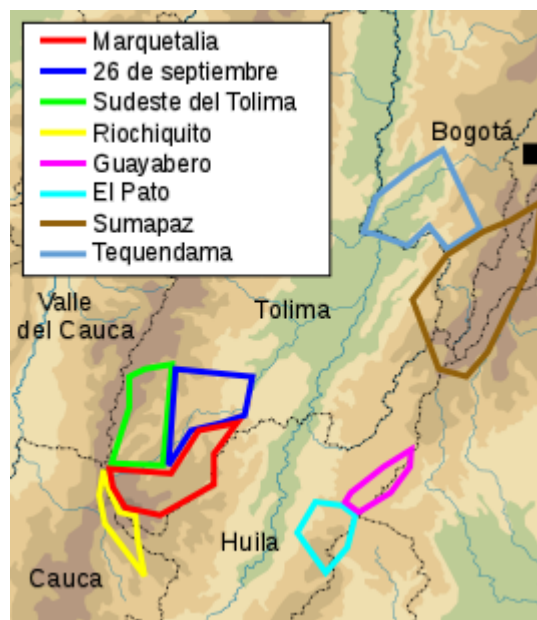 Marquetalia
26 de septiembre
Sudeste del Tolima
Riochiquito
Guayabero
El Pato
Sumapaz
Tequendama
Bogotá
Valle
del Cauca
Tolima
Huila
Cauca